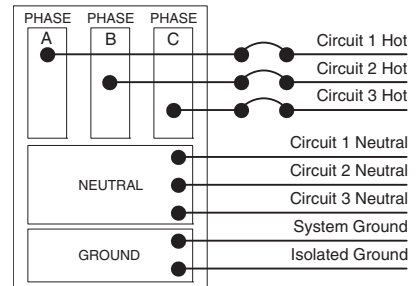 PHASE PHASE PHASE
A B C
Circuit 1 Hot
Circuit 2 Hot
Circuit 3 Hot
Circuit 1 Neutral
NEUTRAL
Circuit 2 Neutral
Circuit 3 Neutral
System Ground
GROUND
Isolated Ground